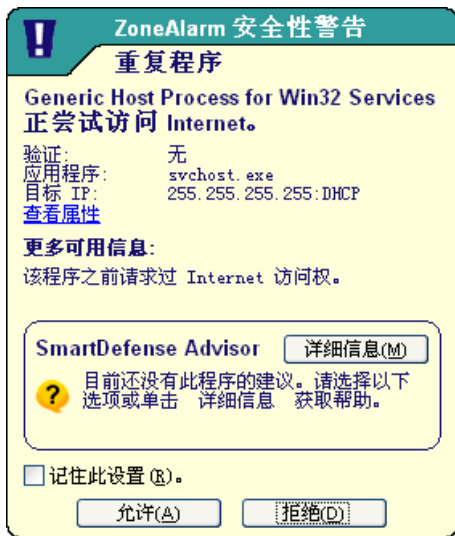 ZoneAlarm 安全性警告
重复程序
Generic Host Process for Win32 Services
正尝试访问 Internet。
验证: 无
应用程序: svchost.exe
目标 IP: 255.255.255.255:DHCP
查看属性
更多可用信息:
该程序之前请求过 Internet 访问权。
SmartDefense Advisor 详细信息(M)
目前还没有此程序的建议。请选择以下
选项或单击 详细信息 获取帮助。
记住此设置(R)。
允许(A) 拒绝(D)